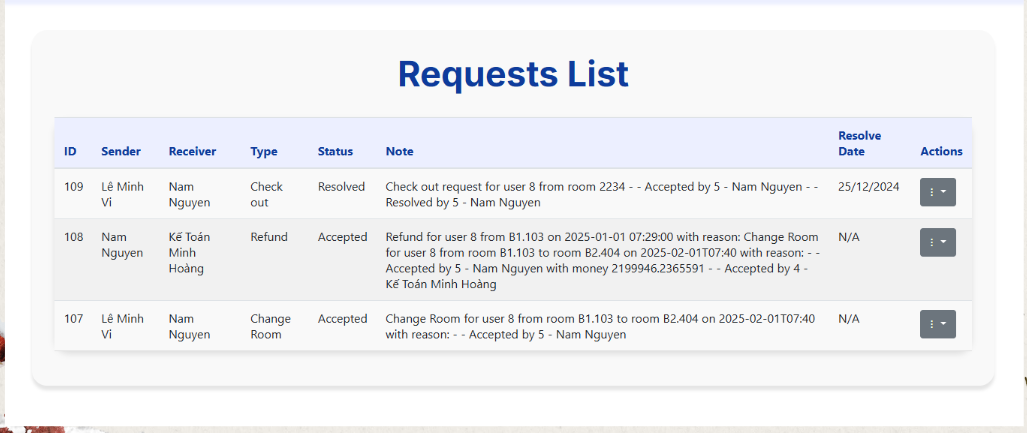 Requests List
ID Sender Receiver Type Status Note Resolve Date Actions
109 Lê Minh Vi Nam Nguyen Check out Resolved Check out request for user 8 from room 2234 - - Accepted by 5 - Nam Nguyen - - Resolved by 5 - Nam Nguyen 25/12/2024
108 Nam Nguyen Kế Toán Minh Hoàng Refund Accepted Refund for user 8 from B1.103 on 2025-01-01 07:29:00 with reason: Change Room for user 8 from room B1.103 to room B2.404 on 2025-02-01T07:40 with reason: - - Accepted by 5 - Nam Nguyen with money 2199946.2365591 - - Accepted by 4 - Kế Toán Minh Hoàng N/A
107 Lê Minh Vi Nam Nguyen Change Room Accepted Change Room for user 8 from room B1.103 to room B2.404 on 2025-02-01T07:40 with reason: - - Accepted by 5 - Nam Nguyen N/A